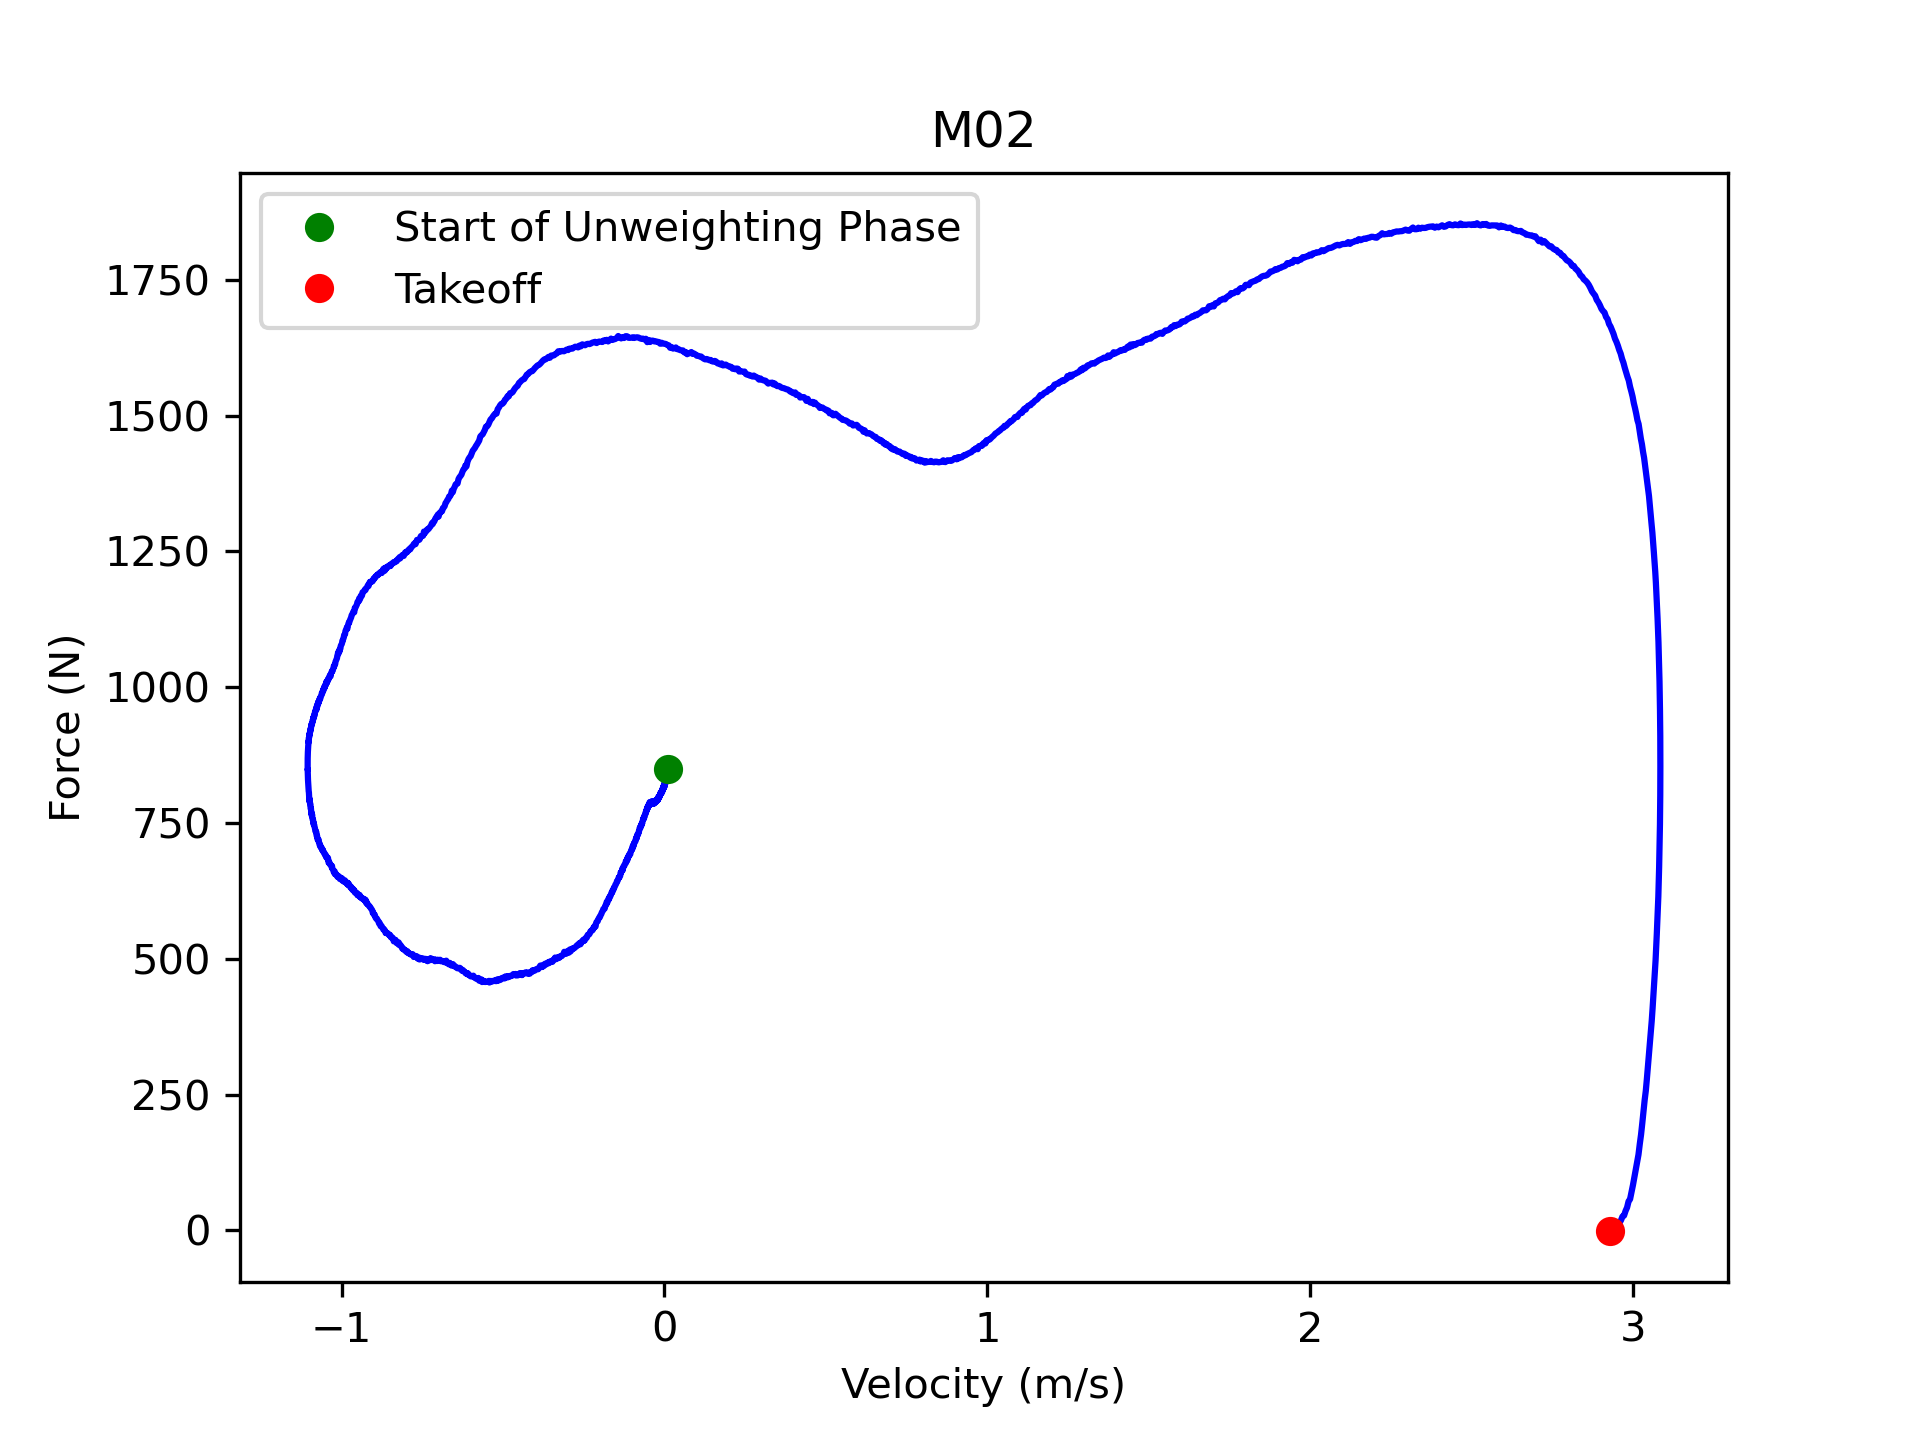 M02
Start of Unweighting Phase
Takeoff
1750
1500
1250
1000
750
500
250
0
Force (N)
−1 0 1 2 3
Velocity (m/s)